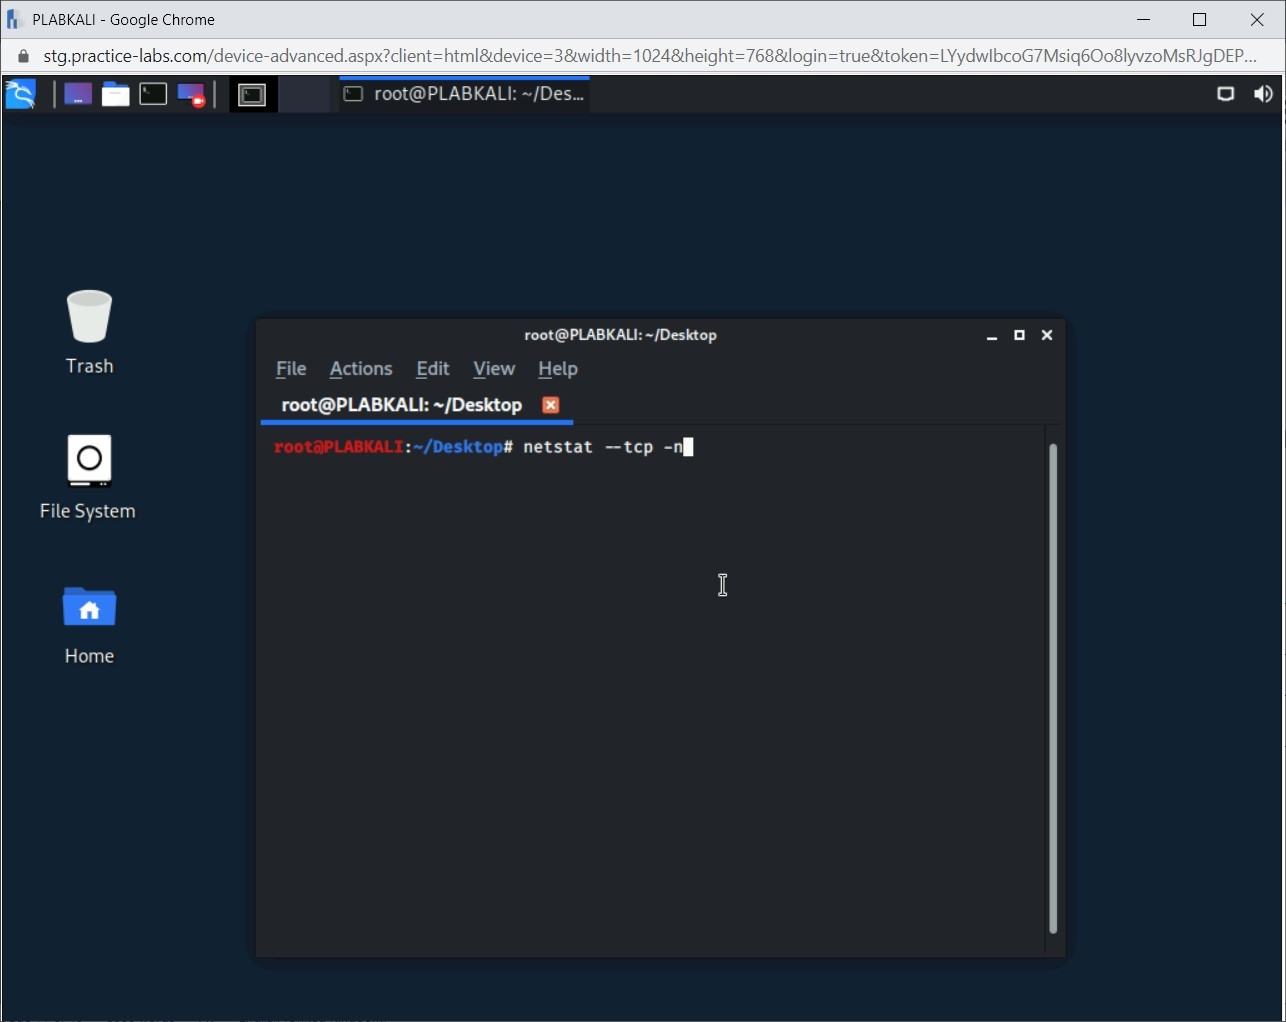 PLABKALI - Google Chrome
stg.practice-labs.com/device-advanced.aspx?client=html&device=3&width=1024&height=768&login=true&token=LYydwIbcoG7Msiq6Oo8lyvzoMsRJgDEP...
root@PLABKALI: ~/Des...
Trash
File System
Home
root@PLABKALI: ~/Desktop
File Actions Edit View Help
root@PLABKALI: ~/Desktop
root@PLABKALI:~/Desktop# netstat --tcp -n